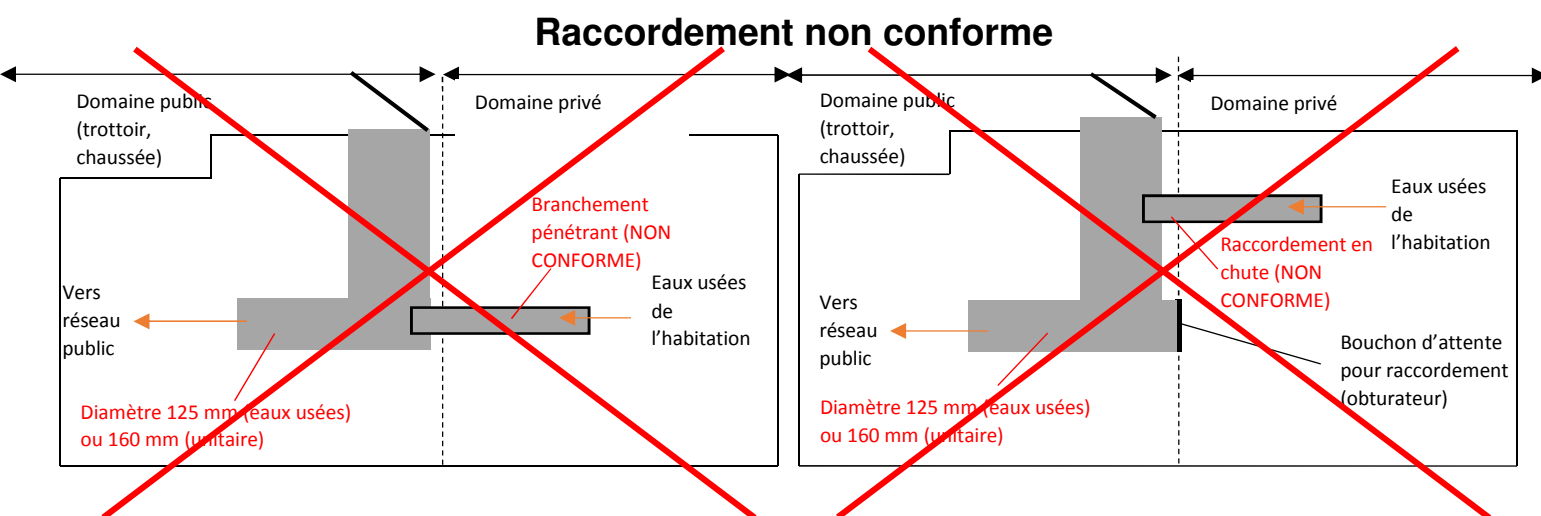 Raccordement non conforme
Domaine public
(trottoir,
chaussée)
Domaine privé
Branchement
pénétrant (NON
CONFORME)
Eaux usées
de
l’habitation
Vers
réseau
public
Diamètre 125 mm (eaux usées)
ou 160 mm (unitaire)
Domaine public
(trottoir,
chaussée)
Domaine privé
Eaux usées
de
l’habitation
Raccordement en
chute (NON
CONFORME)
Vers
réseau
public
Bouchon d’attente
pour raccordement
(obturateur)
Diamètre 125 mm (eaux usées)
ou 160 mm (unitaire)